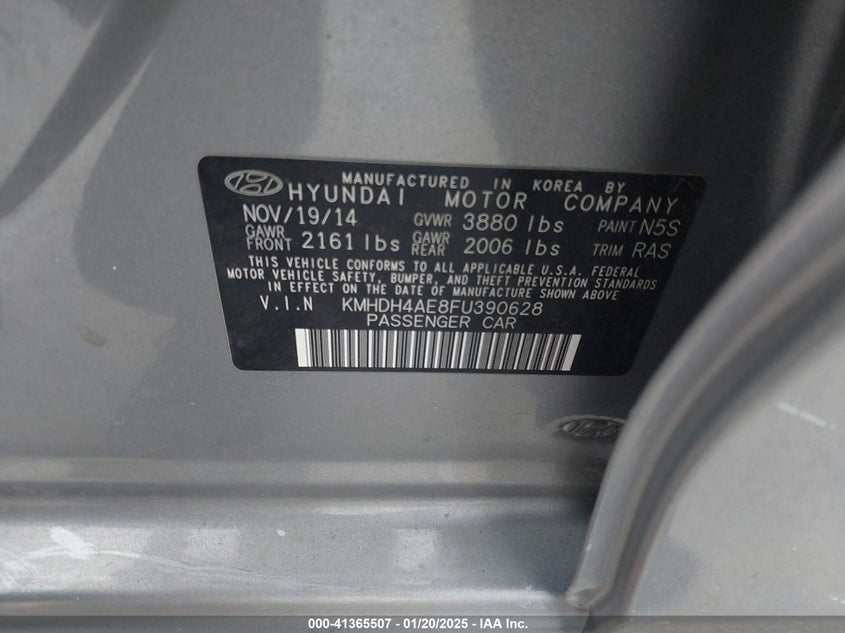 MANUFACTURED IN KOREA BY
HYUNDAI MOTOR COMPANY
NOV/19/14 GVWR 3880 lbs PAINT N5S
GAWR FRONT 2161 lbs GAWR REAR 2006 lbs TRIM RAS
THIS VEHICLE CONFORMS TO ALL APPLICABLE U.S.A. FEDERAL
MOTOR VEHICLE SAFETY, BUMPER, AND THEFT PREVENTION STANDARDS
IN EFFECT ON THE DATE OF MANUFACTURE SHOWN ABOVE
V.I.N KMHDH4AE8FU390628
PASSENGER CAR
000-41365507 - 01/20/2025 - IAA Inc.